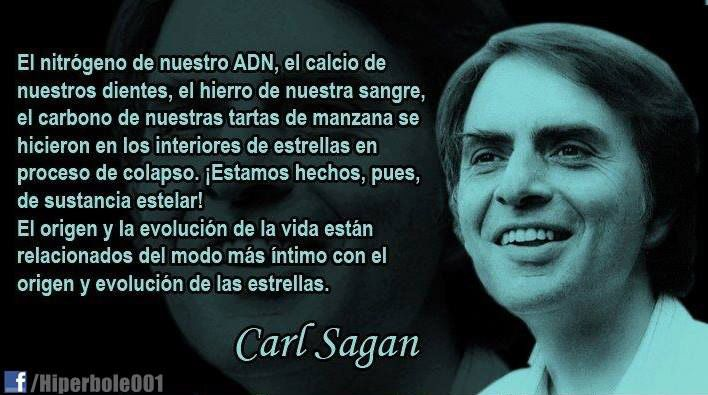 El nitrógeno de nuestro ADN, el calcio de
nuestros dientes, el hierro de nuestra sangre,
el carbono de nuestras tartas de manzana se
hicieron en los interiores de estrellas en
proceso de colapso. ¡Estamos hechos, pues,
de sustancia estelar!
El origen y la evolución de la vida están
relacionados del modo más íntimo con el
origen y evolución de las estrellas.
Carl Sagan
f /Hiperbole001